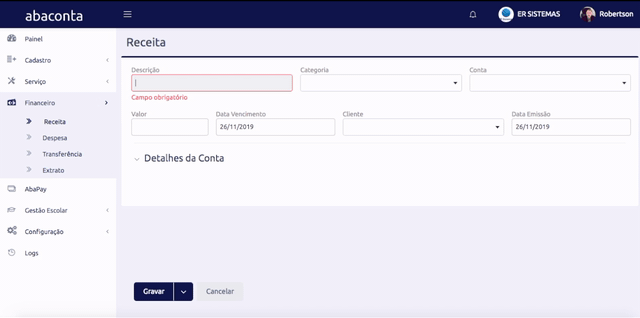 abaconta
ER SISTEMAS
Robertson
Painel
Cadastro
Serviço
Financeiro
Receita
Despesa
Transferência
Extrato
AbaPay
Gestão Escolar
Configuração
Logs
Receita
Descrição
Categoria
Conta
Campo obrigatório
Valor
Data Vencimento
Cliente
Data Emissão
26/11/2019
26/11/2019
Detalhes da Conta
Gravar
Cancelar